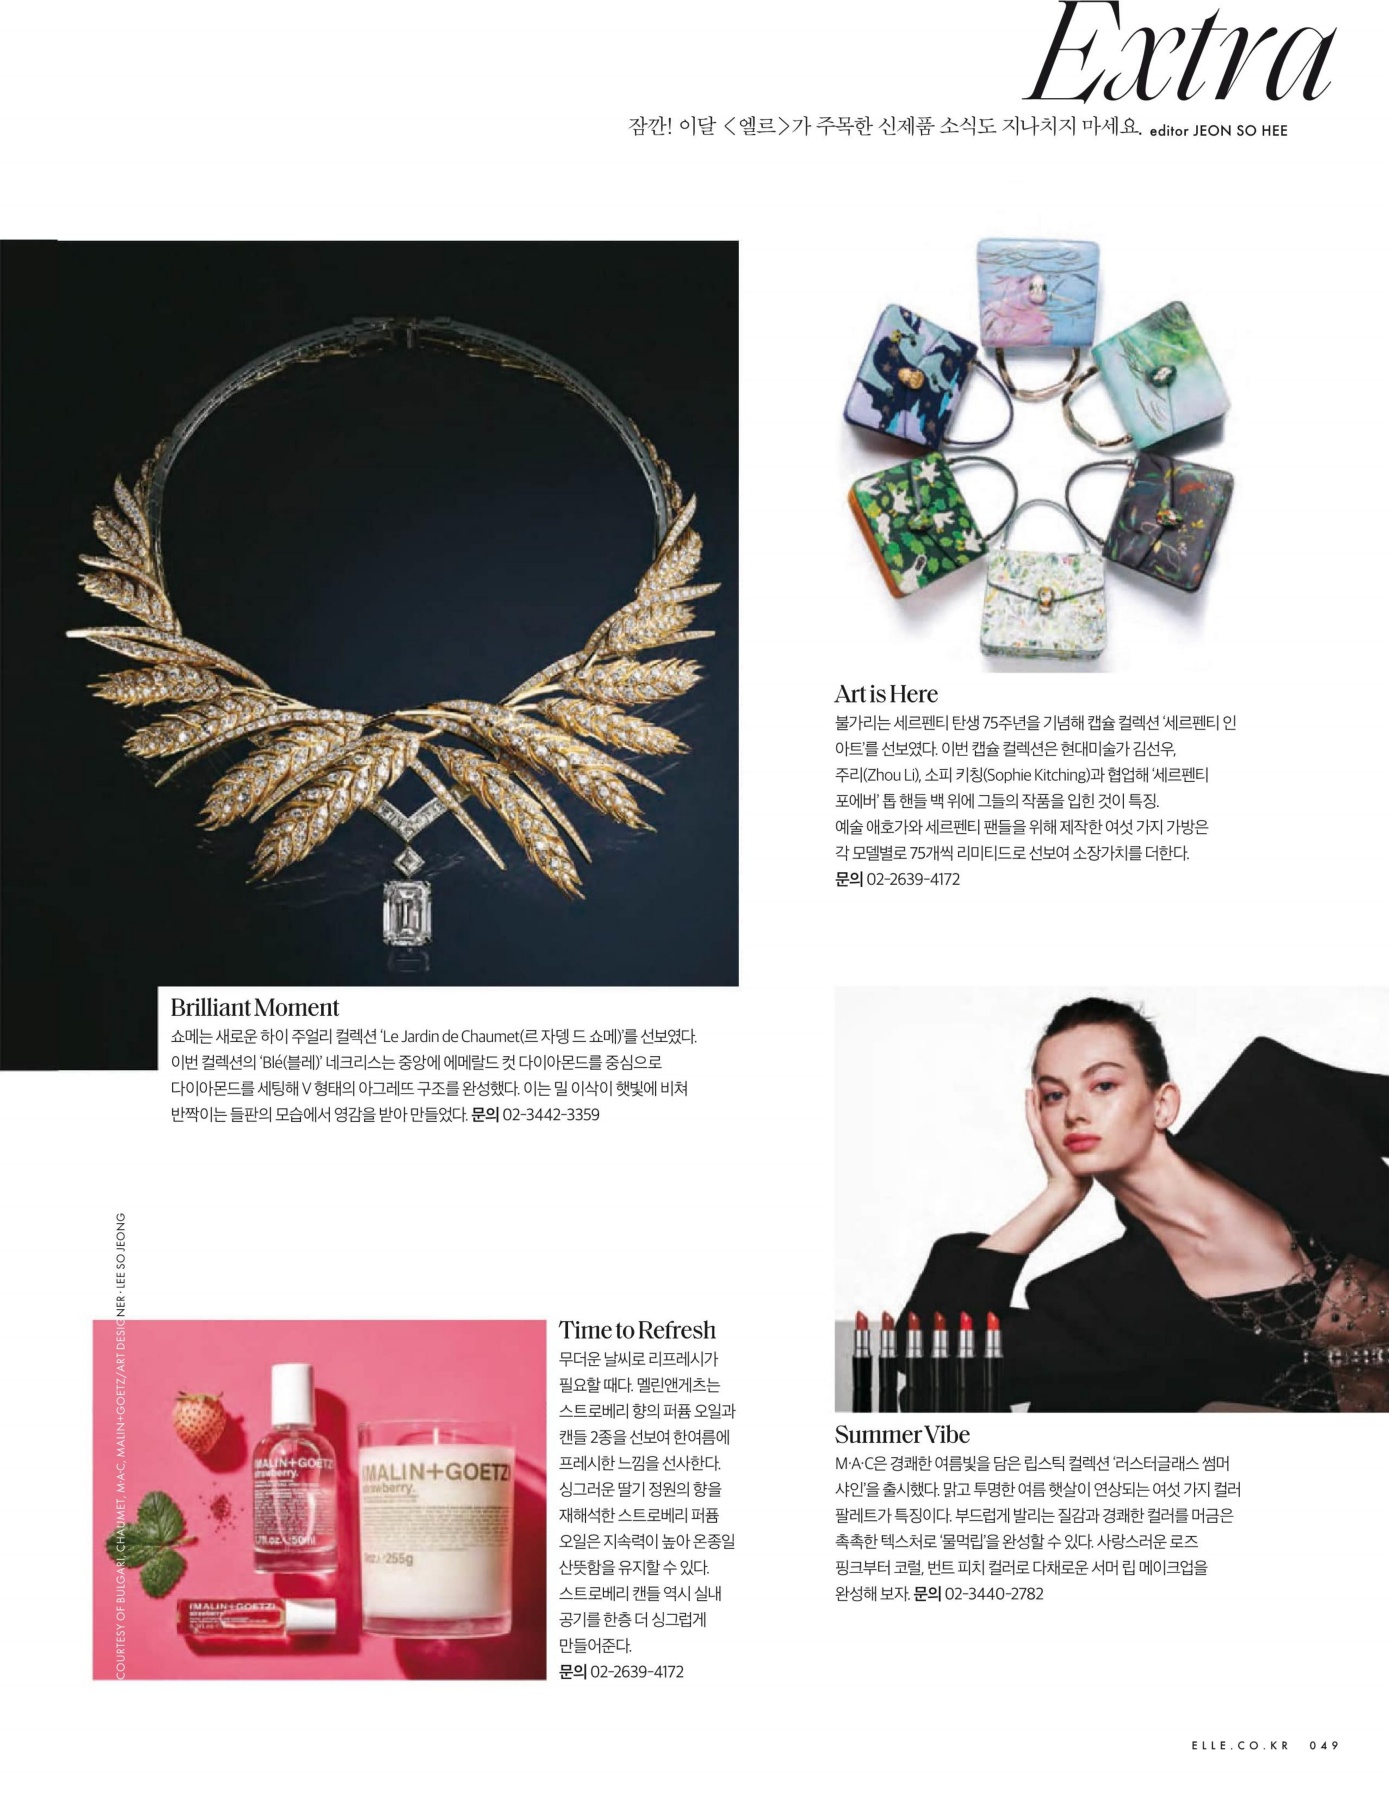 Extra
잠깐! 이달 <엘르>가 주목한 신제품 소식도 지나치지 마세요. editor JEON SO HEE
Art is Here
불가리는 세르펜티 탄생 75주년을 기념해 캡슐 컬렉션 ‘세르펜티 인
아트’를 선보였다. 이번 캡슐 컬렉션은 현대미술가 김선우,
주리(Zhou Li), 소피 키칭(Sophie Kitching)과 협업해 ‘세르펜티
포에버’ 톱 핸들 백 위에 그들의 작품을 입힌 것이 특징.
예술 애호가와 세르펜티 팬들을 위해 제작한 여섯 가지 가방은
각 모델별로 75개씩 리미티드로 선보여 소장가치를 더한다.
문의 02-2639-4172
Brilliant Moment
쇼메는 새로운 하이 주얼리 컬렉션 ‘Le Jardin de Chaumet(르 자뎅 드 쇼메)’를 선보였다.
이번 컬렉션의 ‘Blé(블레)’ 네크리스는 중앙에 에메랄드 컷 다이아몬드를 중심으로
다이아몬드를 세팅해 V 형태의 아그레뜨 구조를 완성했다. 이는 밀 이삭이 햇빛에 비쳐
반짝이는 들판의 모습에서 영감을 받아 만들었다. 문의 02-3442-3359
COURTESY OF BULGARI, CHAUMET, M·A·C, MALIN+GOETZ/ART DESIGNER · LEE SO JEONG
(MALIN+GOETZ)
strawberry.
50ml
(MALIN+GOETZ)
strawberry.
9oz. · 255g
(MALIN+GOETZ)
strawberry.
Time to Refresh
무더운 날씨로 리프레시가
필요할 때다. 멜린앤게츠는
스트로베리 향의 퍼퓸 오일과
캔들 2종을 선보여 한여름에
프레시한 느낌을 선사한다.
싱그러운 딸기 정원의 향을
재해석한 스트로베리 퍼퓸
오일은 지속력이 높아 온종일
산뜻함을 유지할 수 있다.
스트로베리 캔들 역시 실내
공기를 한층 더 싱그럽게
만들어준다.
문의 02-2639-4172
Summer Vibe
M·A·C은 경쾌한 여름빛을 담은 립스틱 컬렉션 ‘러스터글래스 썸머
샤인’을 출시했다. 맑고 투명한 여름 햇살이 연상되는 여섯 가지 컬러
팔레트가 특징이다. 부드럽게 발리는 질감과 경쾌한 컬러를 머금은
촉촉한 텍스처로 ‘물먹립’을 완성할 수 있다. 사랑스러운 로즈
핑크부터 코럴, 번트 피치 컬러로 다채로운 서머 립 메이크업을
완성해 보자. 문의 02-3440-2782
ELLE.CO.KR 049